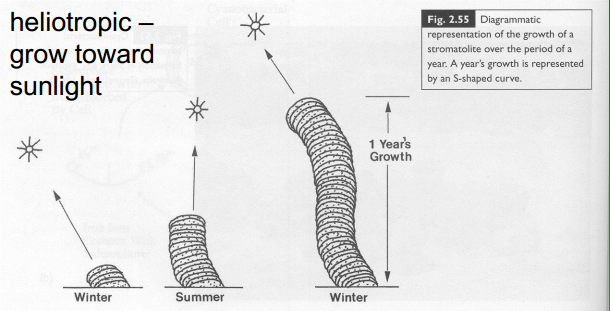 heliotropic –
grow toward
sunlight
Fig. 2.55 Diagrammatic
representation of the growth of a
stromatolite over the period of a
year. A year's growth is represented
by an S-shaped curve.
1 Year's
Growth
Winter
Summer
Winter